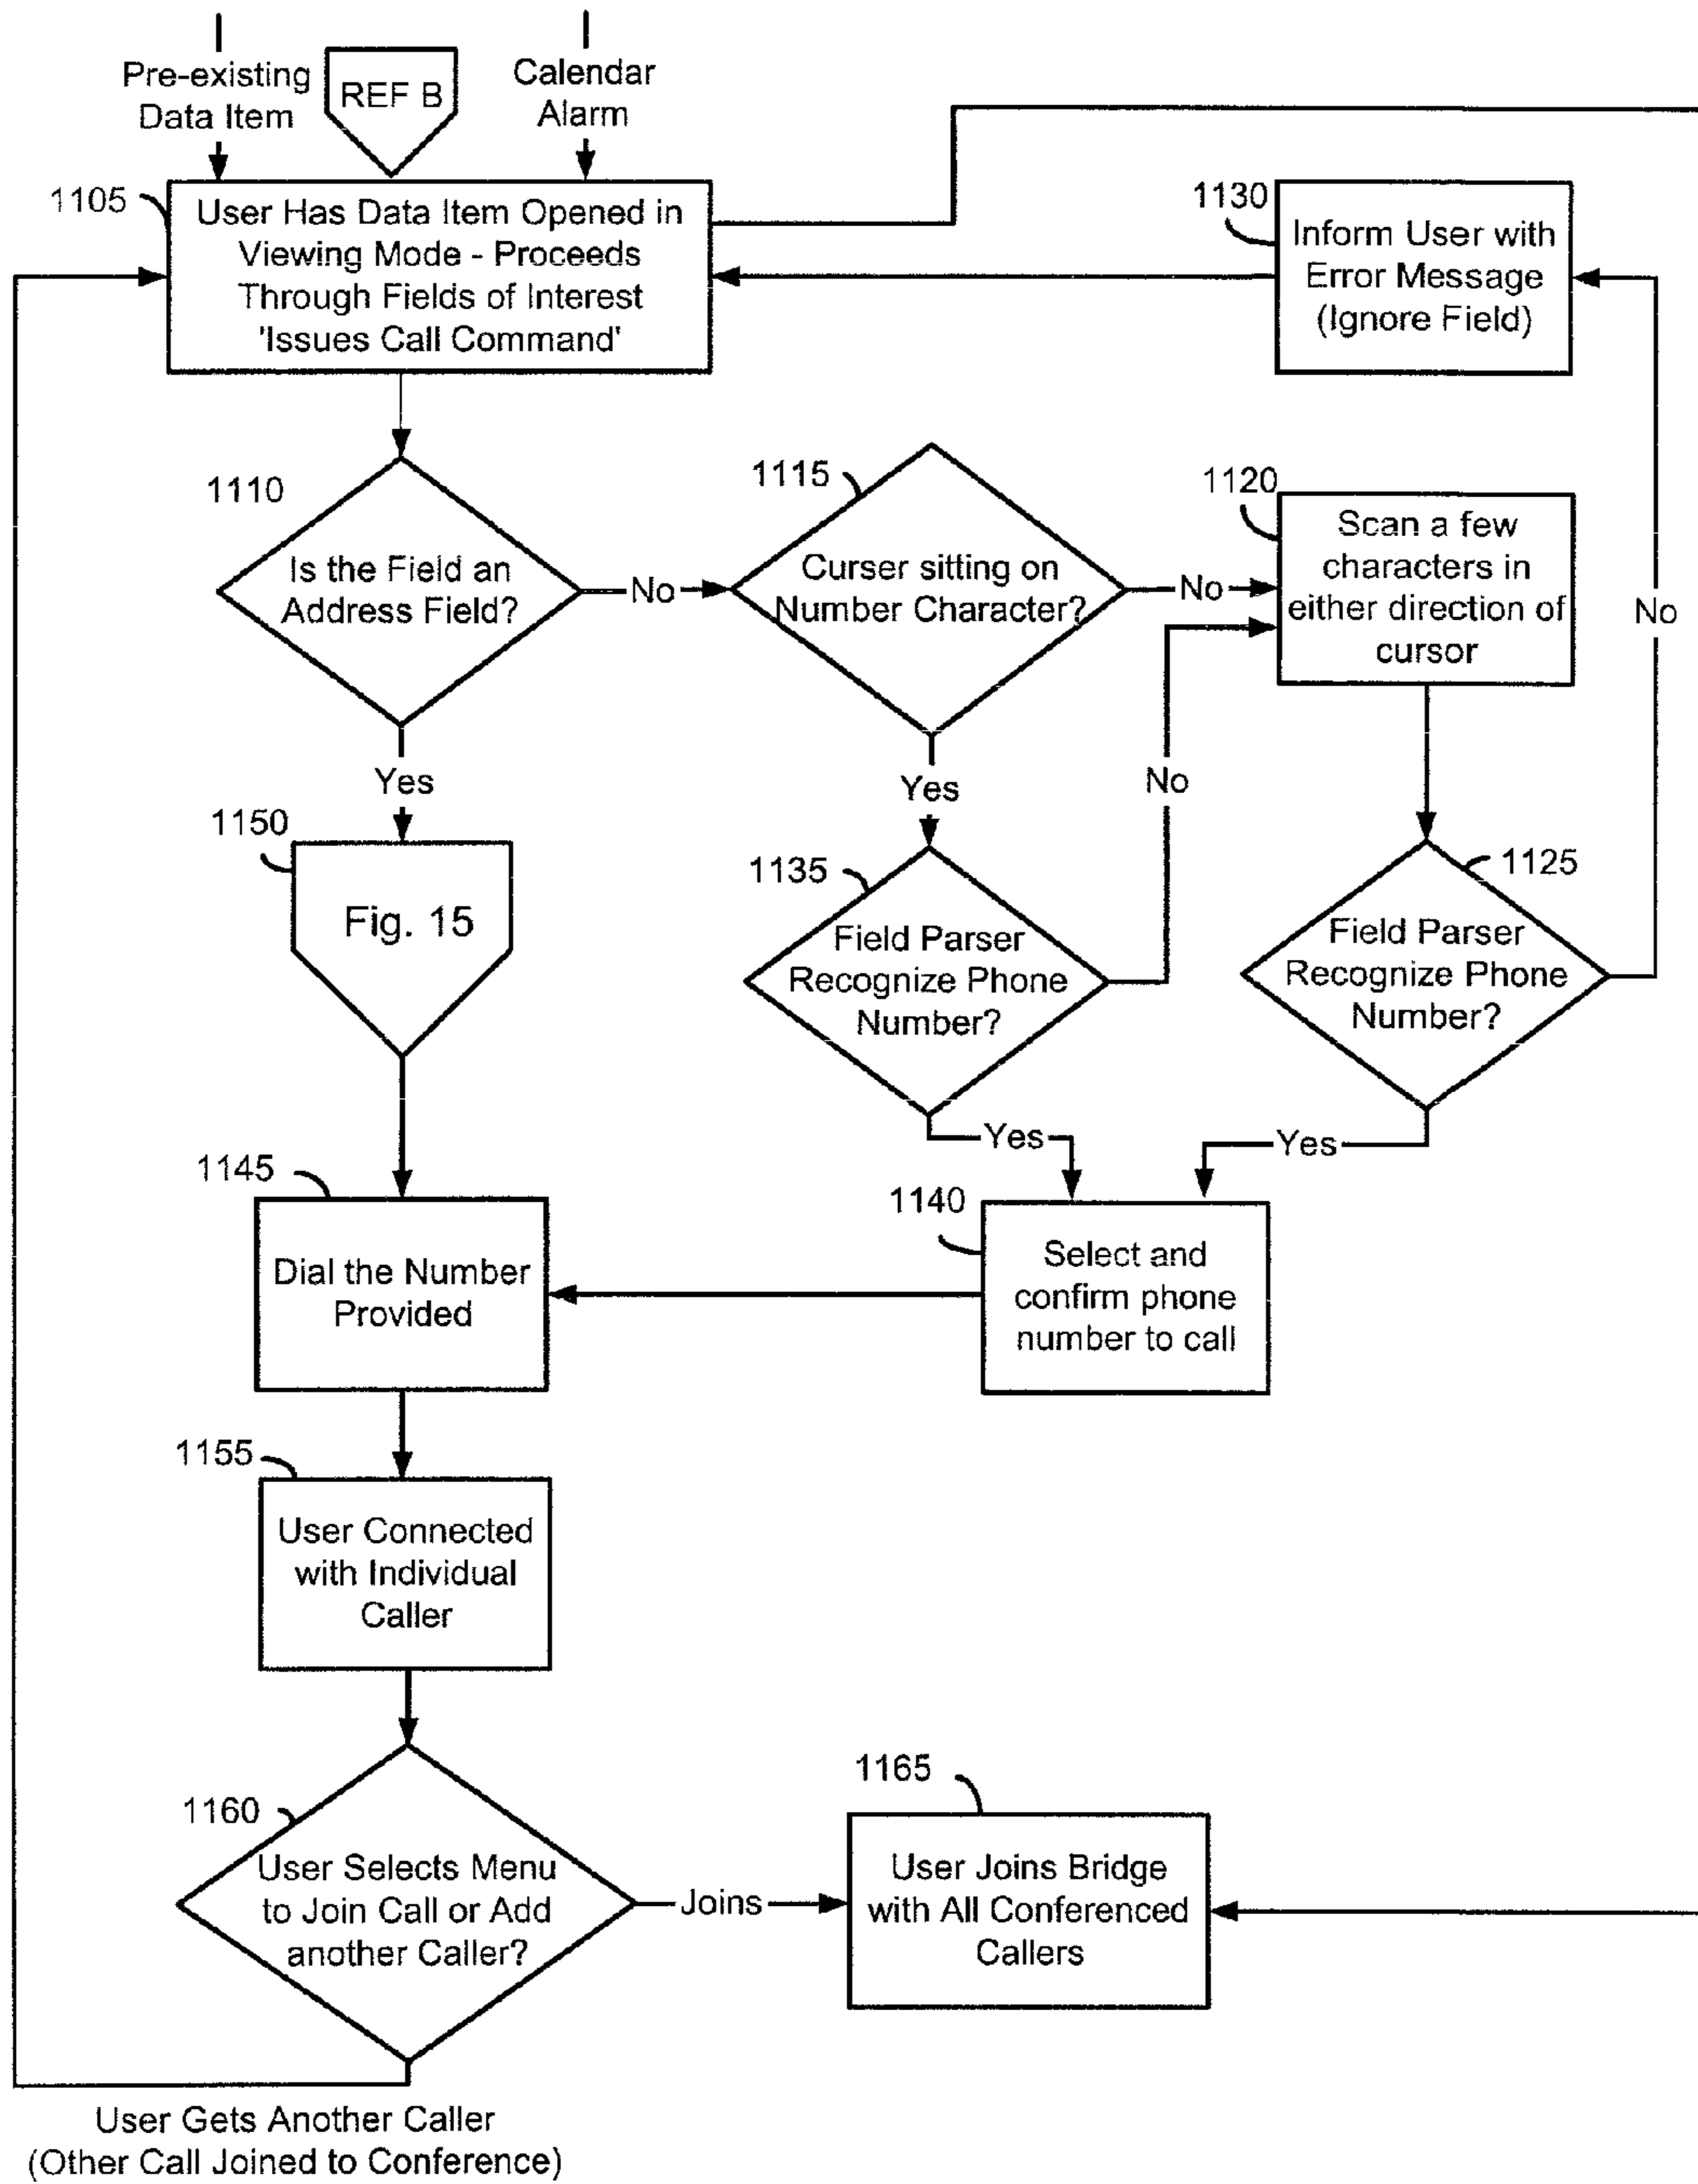 Pre-existing
Data Item
REF B
Calendar
Alarm
1105
User Has Data Item Opened in
Viewing Mode - Proceeds
Through Fields of Interest
'Issues Call Command'
1130
Inform User with
Error Message
(Ignore Field)
1110
Is the Field an
Address Field?
No
1115
Curser sitting on
Number Character?
No
1120
Scan a few
characters in
either direction of
cursor
No
Yes
Yes
No
1150
Fig. 15
1135
Field Parser
Recognize Phone
Number?
1125
Field Parser
Recognize Phone
Number?
Yes
Yes
1145
Dial the Number
Provided
1140
Select and
confirm phone
number to call
1155
User Connected
with Individual
Caller
1160
User Selects Menu
to Join Call or Add
another Caller?
Joins
1165
User Joins Bridge
with All Conferenced
Callers
User Gets Another Caller
(Other Call Joined to Conference)